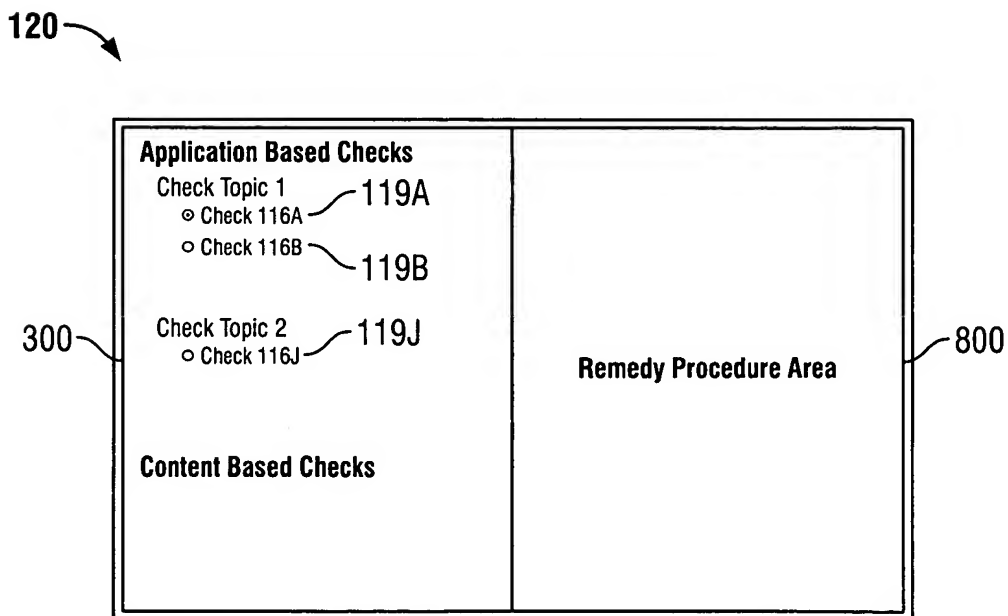 120
Application Based Checks
Check Topic 1
Check 116A
119A
Check 116B
119B
Check Topic 2
119J
Check 116J
300
800
Remedy Procedure Area
Content Based Checks